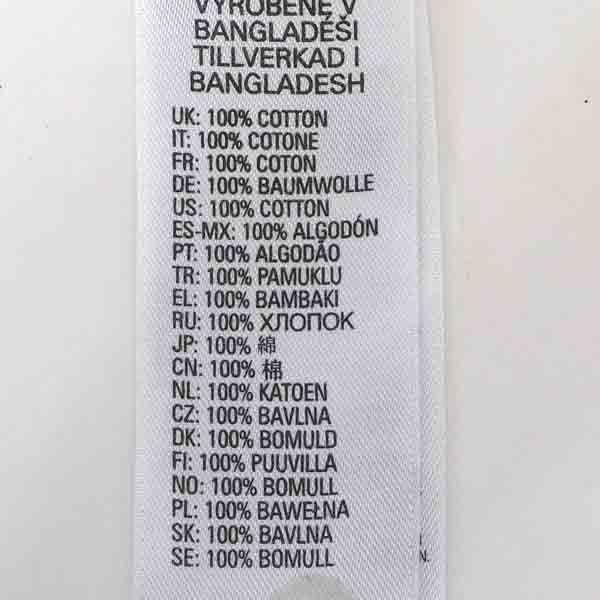 VYROBENÉ V
BANGLADÉŠI
TILLVERKAD I
BANGLADESH
UK: 100% COTTON
IT: 100% COTONE
FR: 100% COTON
DE: 100% BAUMWOLLE
US: 100% COTTON
ES-MX: 100% ALGODÓN
PT: 100% ALGODÃO
TR: 100% PAMUKLU
EL: 100% BAMBAKI
RU: 100% ХЛОПОК
JP: 100% 綿
CN: 100% 棉
NL: 100% KATOEN
CZ: 100% BAVLNA
DK: 100% BOMULD
FI: 100% PUUVILLA
NO: 100% BOMULL
PL: 100% BAWEŁNA
SK: 100% BAVLNA
SE: 100% BOMULL